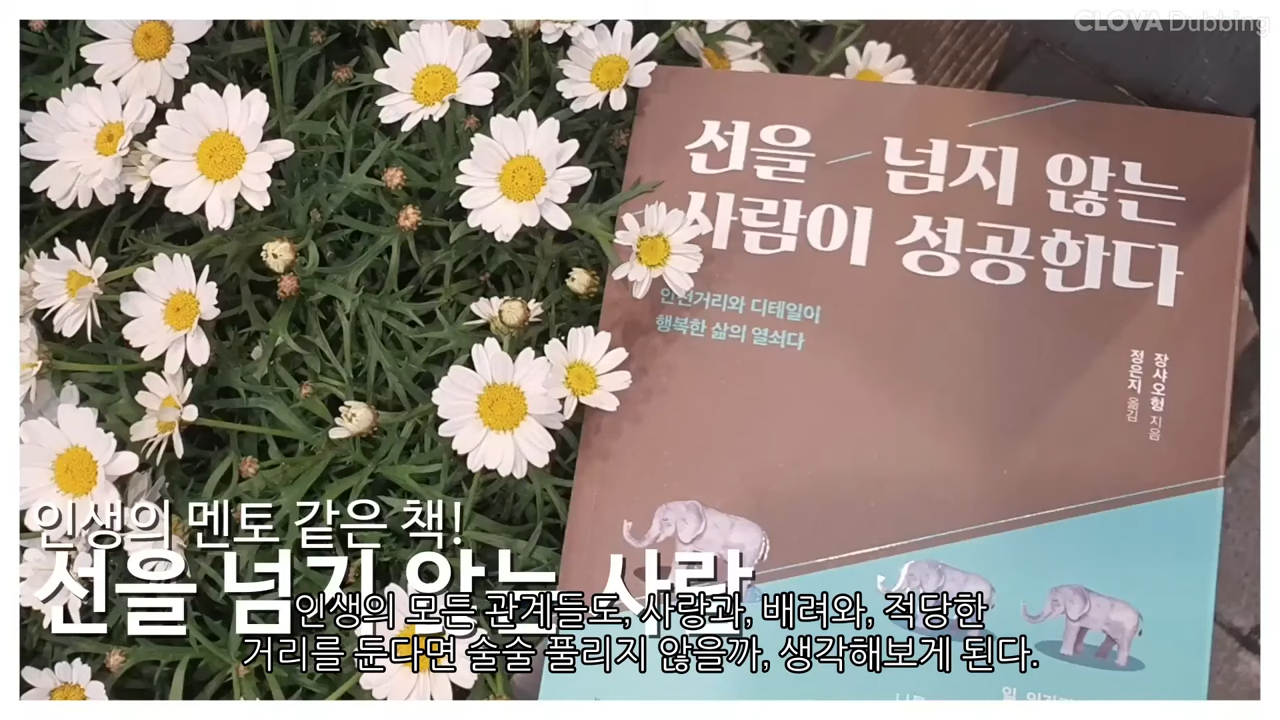 CLOVA Dubbing
선을 넘지 않는
사람이 성공한다
안전거리와 디테일이
행복한 삶의 열쇠다
장샤오헝 지음
정은지 옮김
인생의 멘토 같은 책!
선을 넘지 않는 사람
인생의 모든 관계들도, 사랑과, 배려와, 적당한
거리를 둔다면 술술 풀리지 않을까, 생각해보게 된다.